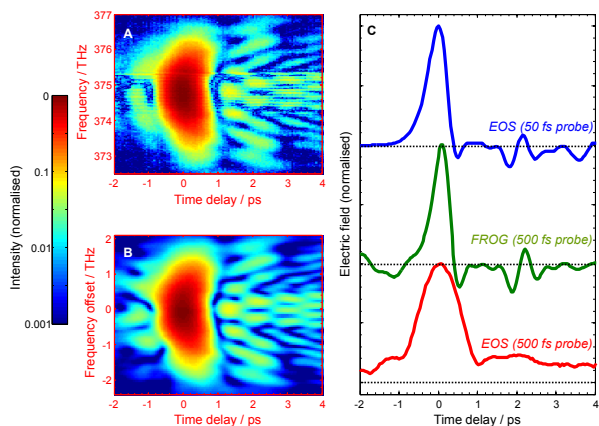 A
377
376
375
374
373
Frequency / THz
-2
-1
0
1
2
3
4
Time delay / ps
0
0.1
0.01
0.001
Intensity (normalised)
B
2
1
0
-1
-2
Frequency offset / THz
-2
-1
0
1
2
3
4
Time delay / ps
C
EOS (50 fs probe)
FROG (500 fs probe)
EOS (500 fs probe)
Electric field (normalised)
-2
-1
0
1
2
3
4
Time delay / ps